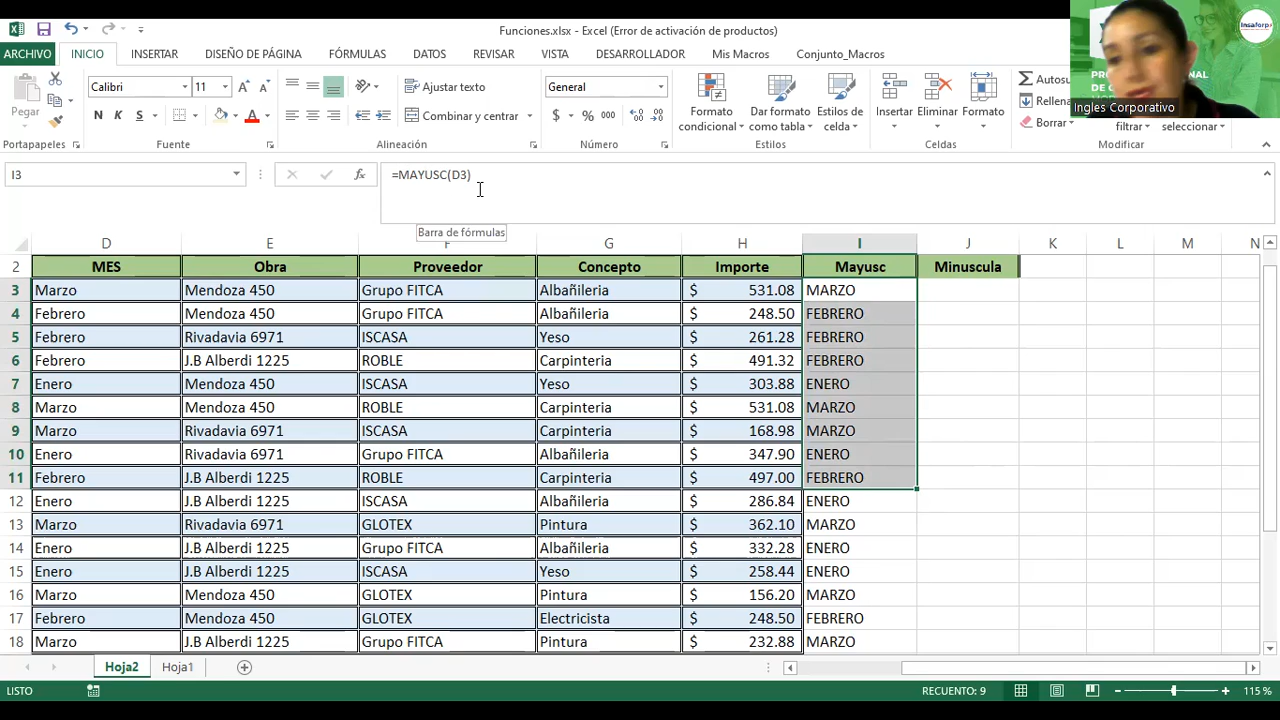 Funciones.xlsx - Excel (Error de activación de productos)
ARCHIVO INICIO INSERTAR DISEÑO DE PÁGINA FÓRMULAS DATOS REVISAR VISTA DESARROLLADOR Mis Macros Conjunto_Macros
Insaforp
Pegar
Calibri 11
N K S
Ajustar texto
Combinar y centrar
General
$ % 000
Formato condicional
Dar formato como tabla
Estilos de celda
Insertar
Eliminar
Formato
Autosu
Rellena
Borrar
filtrar
seleccionar
Ingles Corporativo
Portapapeles Fuente Alineación Número Estilos Celdas Modificar
I3 fx =MAYUSC(D3)
Barra de fórmulas
D E F G H I J K L M N
2 MES Obra Proveedor Concepto Importe Mayusc Minuscula
3 Marzo Mendoza 450 Grupo FITCA Albañileria $ 531.08 MARZO
4 Febrero Mendoza 450 Grupo FITCA Albañileria $ 248.50 FEBRERO
5 Febrero Rivadavia 6971 ISCASA Yeso $ 261.28 FEBRERO
6 Febrero J.B Alberdi 1225 ROBLE Carpinteria $ 491.32 FEBRERO
7 Enero Mendoza 450 ISCASA Yeso $ 303.88 ENERO
8 Marzo Mendoza 450 ROBLE Carpinteria $ 531.08 MARZO
9 Marzo Rivadavia 6971 ISCASA Carpinteria $ 168.98 MARZO
10 Enero Rivadavia 6971 Grupo FITCA Albañileria $ 347.90 ENERO
11 Febrero J.B Alberdi 1225 ROBLE Carpinteria $ 497.00 FEBRERO
12 Enero J.B Alberdi 1225 ISCASA Albañileria $ 286.84 ENERO
13 Marzo Rivadavia 6971 GLOTEX Pintura $ 362.10 MARZO
14 Enero J.B Alberdi 1225 Grupo FITCA Albañileria $ 332.28 ENERO
15 Enero J.B Alberdi 1225 ISCASA Yeso $ 258.44 ENERO
16 Marzo Mendoza 450 GLOTEX Pintura $ 156.20 MARZO
17 Febrero Mendoza 450 GLOTEX Electricista $ 248.50 FEBRERO
18 Marzo J.B Alberdi 1225 Grupo FITCA Pintura $ 232.88 MARZO
Hoja2 Hoja1
LISTO RECUENTO: 9 115 %